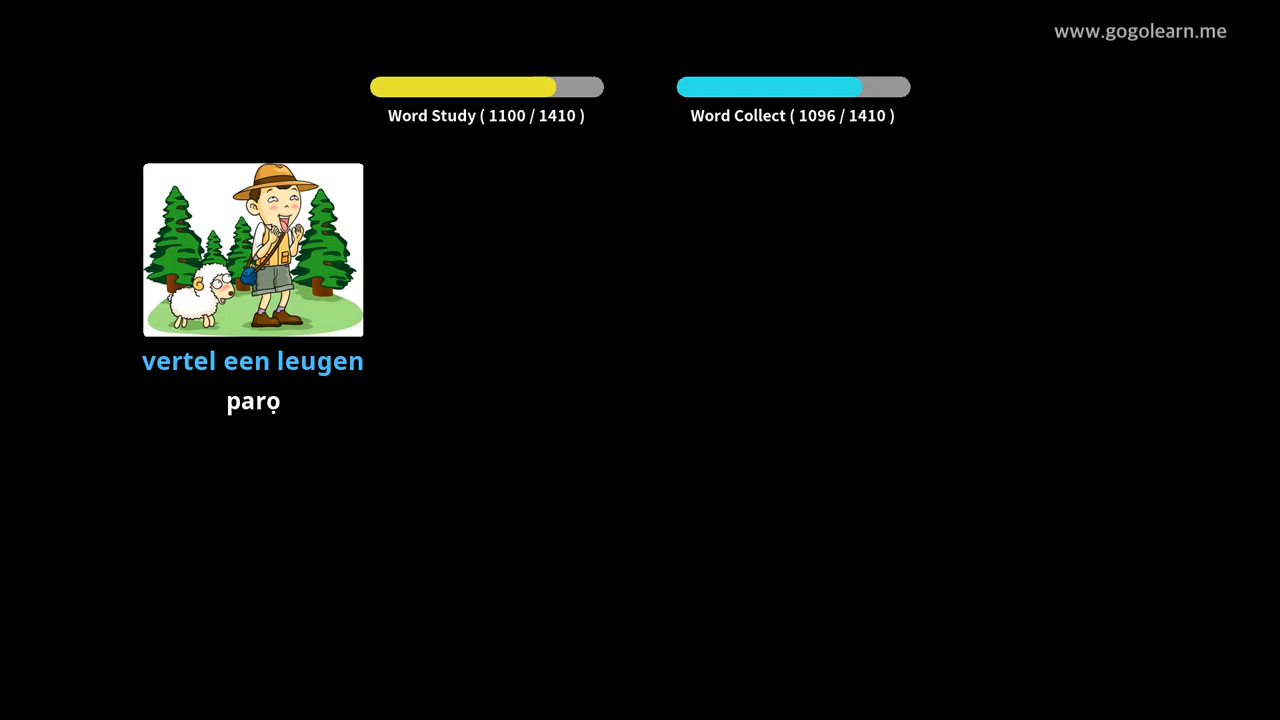 www.gogolearn.me
Word Study ( 1100 / 1410 )
Word Collect ( 1096 / 1410 )
vertel een leugen
parọ